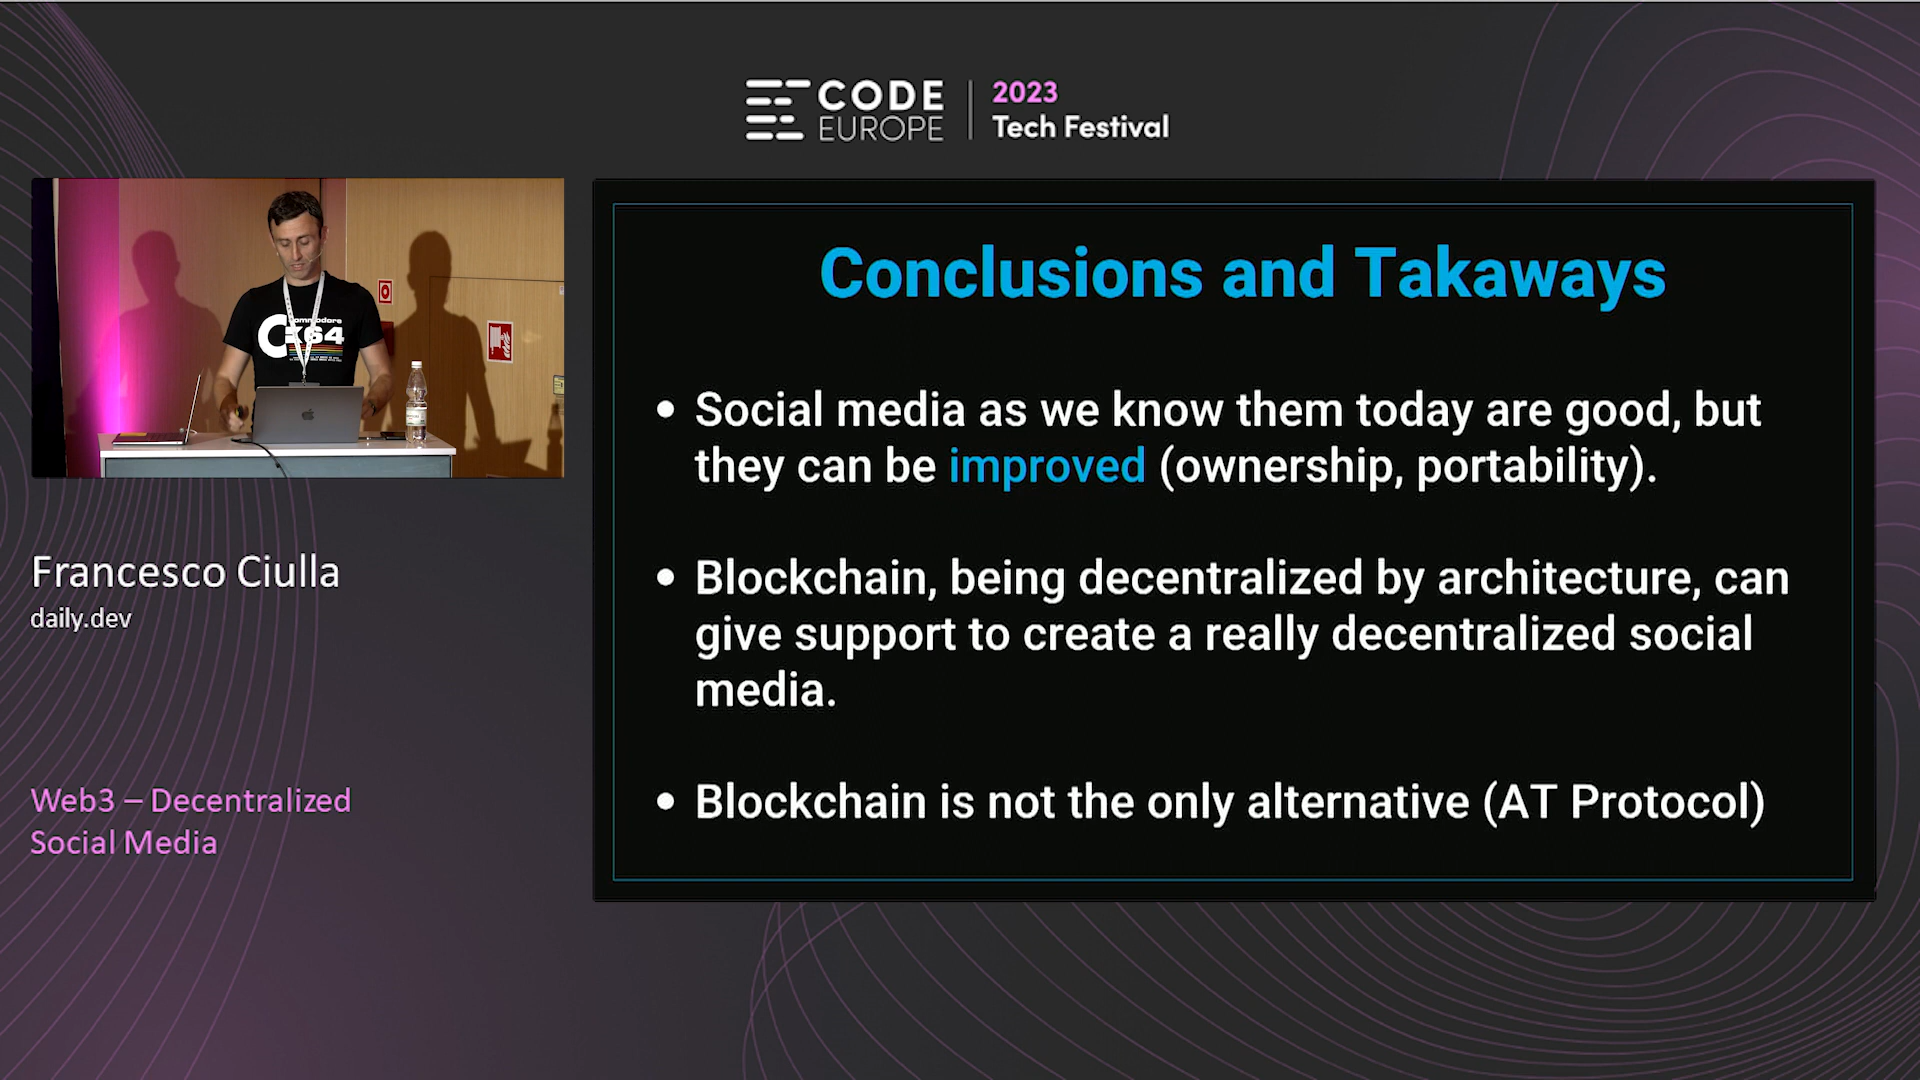 CODE
EUROPE
2023
Tech Festival
commodore
C64
Francesco Ciulla
daily.dev
Web3 – Decentralized
Social Media
Conclusions and Takaways
• Social media as we know them today are good, but
they can be improved (ownership, portability).
• Blockchain, being decentralized by architecture, can
give support to create a really decentralized social
media.
• Blockchain is not the only alternative (AT Protocol)